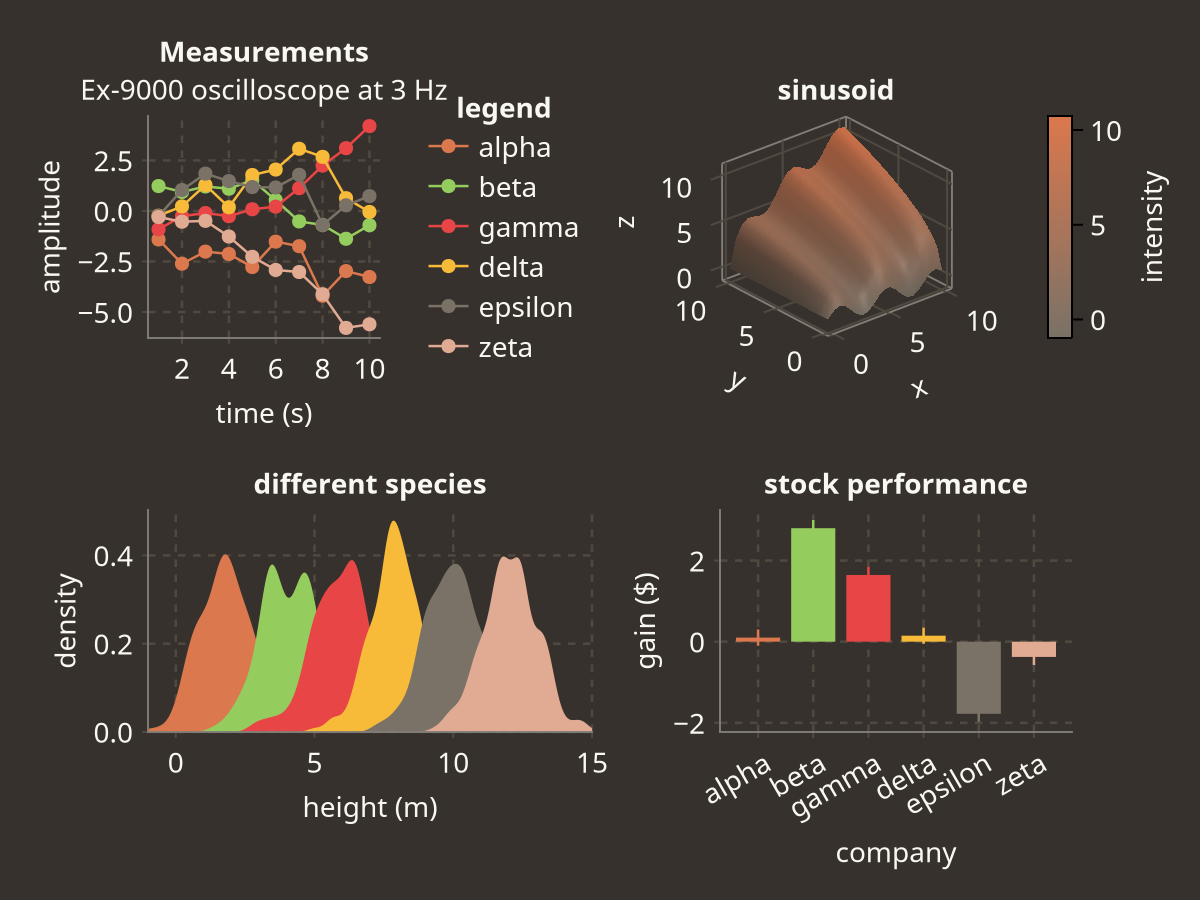 Measurements
Ex-9000 oscilloscope at 3 Hz
amplitude
2.5
0.0
−2.5
−5.0
2 4 6 8 10
time (s)
legend
alpha
beta
gamma
delta
epsilon
zeta
sinusoid
z
10
5
0
10
5
0
y
0
5
10
x
10
5
0
intensity
different species
density
0.4
0.2
0.0
0 5 10 15
height (m)
stock performance
gain ($)
2
0
−2
alpha beta gamma delta epsilon zeta
company